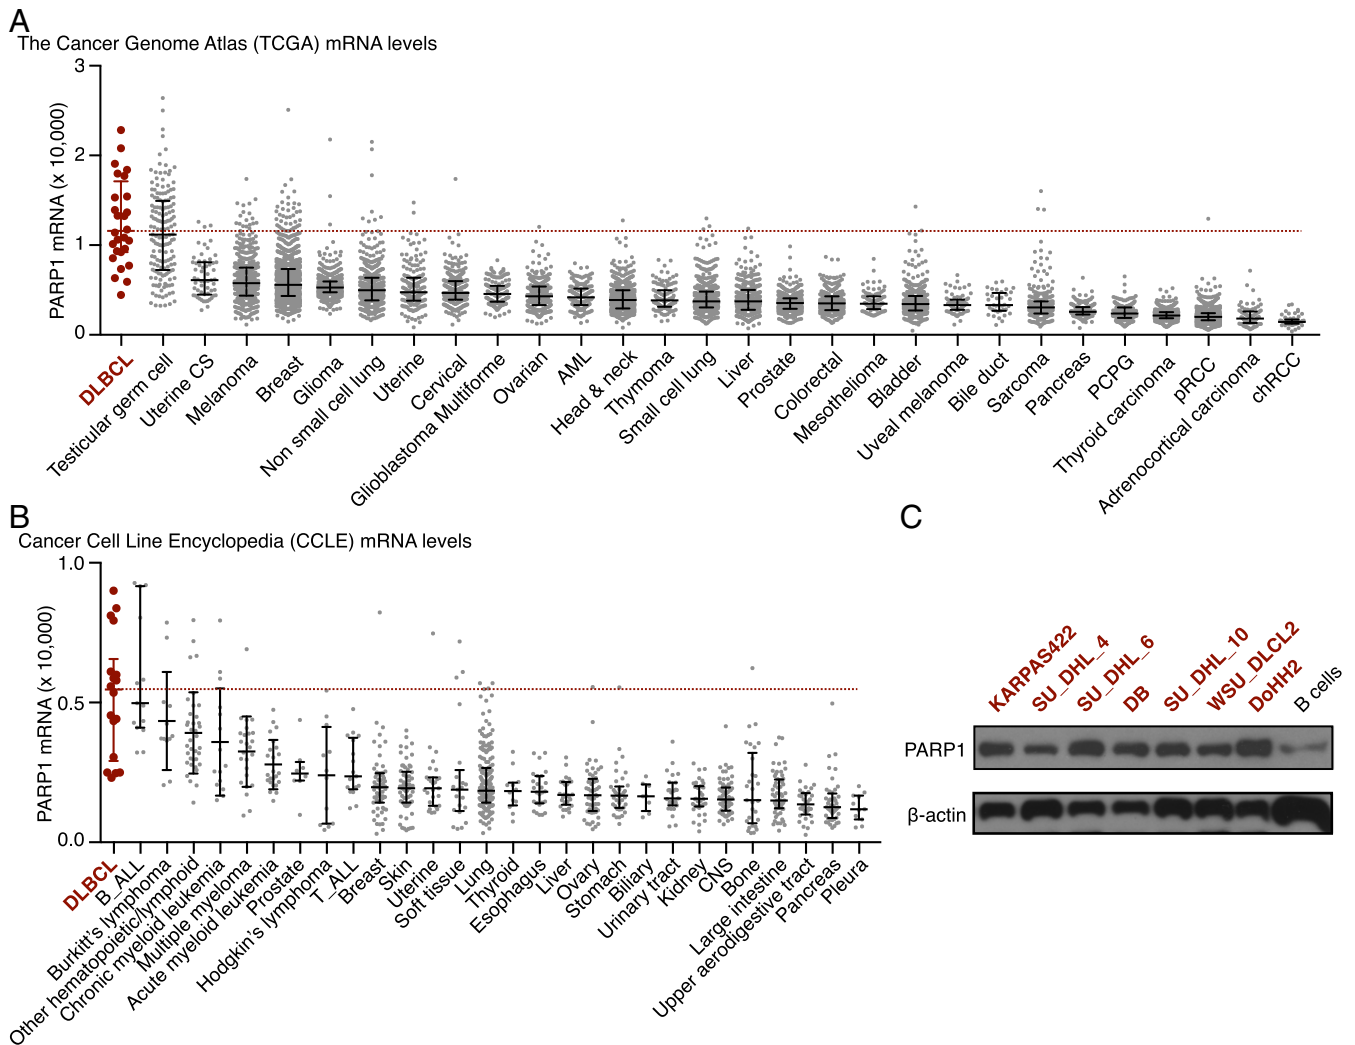 A
The Cancer Genome Atlas (TCGA) mRNA levels
PARP1 mRNA (x 10,000)
3
2
1
0
DLBCL
Testicular germ cell
Uterine CS
Melanoma
Breast
Glioma
Non small cell lung
Uterine
Cervical
Glioblastoma Multiforme
Ovarian
AML
Head & neck
Thymoma
Small cell lung
Liver
Prostate
Colorectal
Mesothelioma
Bladder
Uveal melanoma
Bile duct
Sarcoma
Pancreas
PCPG
Thyroid carcinoma
pRCC
Adrenocortical carcinoma
chRCC
B
Cancer Cell Line Encyclopedia (CCLE) mRNA levels
PARP1 mRNA (x 10,000)
1.0
0.5
0.0
DLBCL
B_ALL
Burkitt's lymphoma
Other hematopoietic/lymphoid
Chronic myeloid leukemia
Multiple myeloma
Acute myeloid leukemia
Prostate
Hodgkin's lymphoma
T_ALL
Breast
Skin
Uterine
Soft tissue
Lung
Thyroid
Esophagus
Liver
Ovary
Stomach
Biliary
Urinary tract
Kidney
CNS
Bone
Large intestine
Upper aerodigestive tract
Pancreas
Pleura
C
KARPAS422
SU_DHL_4
SU_DHL_6
DB
SU_DHL_10
WSU_DLCL2
DoHH2
B cells
PARP1
β-actin